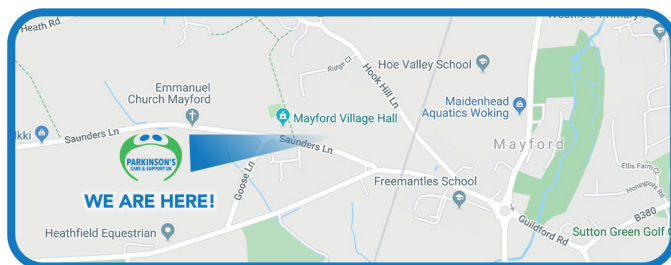 Heath Rd
Westfield Primary
Ridge Cl
Hook Hill Ln
Hoe Valley School
Emmanuel
Church Mayford
Maidenhead
Aquatics Woking
Mayford Village Hall
Saunders Ln
Saunders Ln
Mayford
PARKINSON'S
CARE & SUPPORT UK
Goose Ln
Ellis Farm Cl
Freemantles School
Honeypots Rd
WE ARE HERE!
B380
Guildford Rd
Heathfield Equestrian
Sutton Green Golf